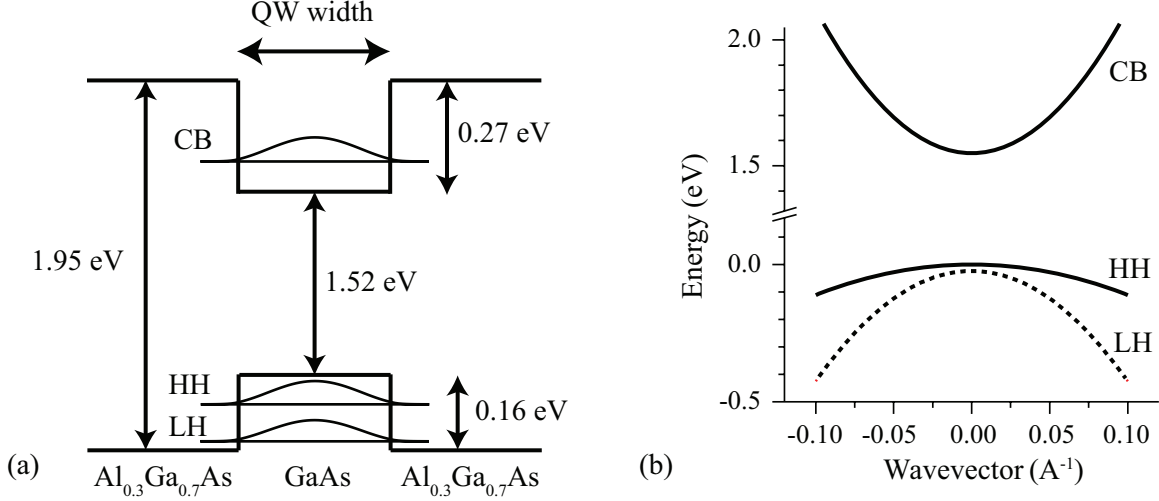 QW width
CB
0.27 eV
1.95 eV
1.52 eV
HH
LH
0.16 eV
(a)
Al0.3Ga0.7As
GaAs
Al0.3Ga0.7As
2.0
CB
1.5
Energy (eV)
0.0
HH
LH
-0.5
-0.10
-0.05
0.00
0.05
0.10
(b)
Wavevector (A-1)